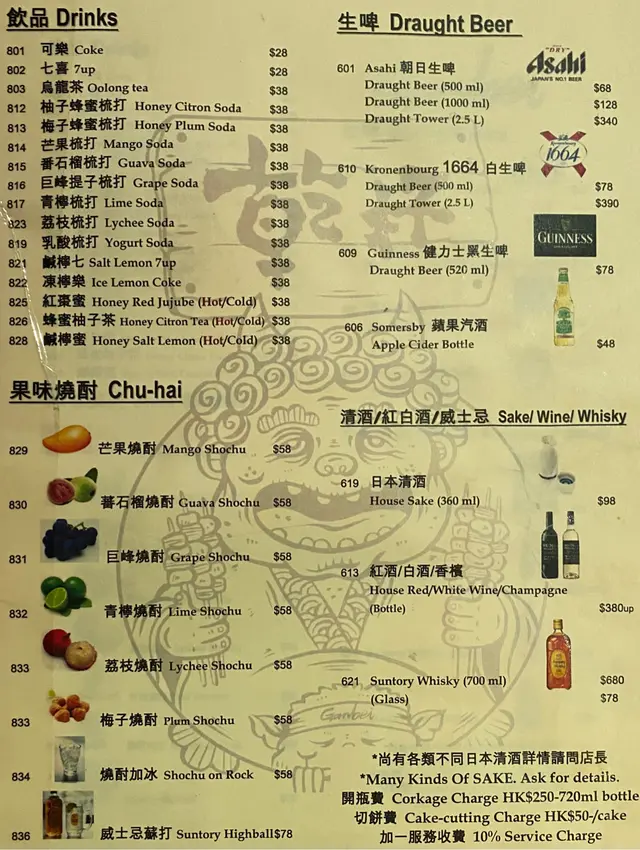 飲品 Drinks
801 可樂 Coke $28
802 七喜 7up $28
803 烏龍茶 Oolong tea $38
812 柚子蜂蜜梳打 Honey Citron Soda $38
813 梅子蜂蜜梳打 Honey Plum Soda $38
814 芒果梳打 Mango Soda $38
815 番石榴梳打 Guava Soda $38
816 巨峰提子梳打 Grape Soda $38
817 青檸梳打 Lime Soda $38
823 荔枝梳打 Lychee Soda $38
819 乳酸梳打 Yogurt Soda $38
821 鹹檸七 Salt Lemon 7up $38
822 凍檸樂 Ice Lemon Coke $38
825 紅棗蜜 Honey Red Jujube (Hot/Cold) $38
826 蜂蜜柚子茶 Honey Citron Tea (Hot/Cold) $38
828 鹹檸蜜 Honey Salt Lemon (Hot/Cold) $38
果味燒酎 Chu-hai
829 芒果燒酎 Mango Shochu $58
830 蕃石榴燒酎 Guava Shochu $58
831 巨峰燒酎 Grape Shochu $58
832 青檸燒酎 Lime Shochu $58
833 荔枝燒酎 Lychee Shochu $58
833 梅子燒酎 Plum Shochu $58
834 燒酎加冰 Shochu on Rock $58
836 威士忌蘇打 Suntory Highball $78
生啤 Draught Beer
"DRY"
Asahi
JAPAN'S NO.1 BEER
601 Asahi 朝日生啤
Draught Beer (500 ml) $68
Draught Beer (1000 ml) $128
Draught Tower (2.5 L) $340
1664
610 Kronenbourg 1664 白生啤
Draught Beer (500 ml) $78
Draught Tower (2.5 L) $390
GUINNESS
609 Guinness 健力士黑生啤
Draught Beer (520 ml) $78
606 Somersby 蘋果汽酒
Apple Cider Bottle $48
清酒/紅白酒/威士忌 Sake/ Wine/ Whisky
619 日本清酒
House Sake (360 ml) $98
613 紅酒/白酒/香檳
House Red/White Wine/Champagne
(Bottle) $380up
621 Suntory Whisky (700 ml) $680
(Glass) $78
Ganbei
*尚有各類不同日本清酒詳情請問店長
*Many Kinds Of SAKE. Ask for details.
開瓶費 Corkage Charge HK$250-720ml bottle
切餅費 Cake-cutting Charge HK$50-/cake
加一服務收費 10% Service Charge